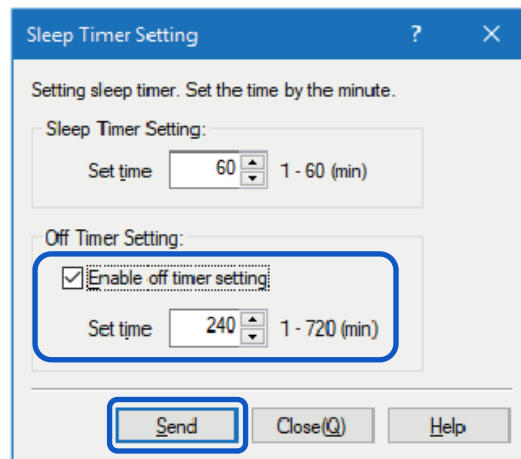 Sleep Timer Setting ? ×
Setting sleep timer. Set the time by the minute.
Sleep Timer Setting:
Set time 60 1 - 60 (min)
Off Timer Setting:
Enable off timer setting
Set time 240 1 - 720 (min)
Send Close(Q) Help